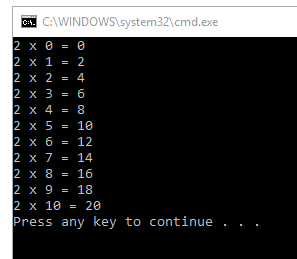 C:\WINDOWS\system32\cmd.exe
2 x 0 = 0
2 x 1 = 2
2 x 2 = 4
2 x 3 = 6
2 x 4 = 8
2 x 5 = 10
2 x 6 = 12
2 x 7 = 14
2 x 8 = 16
2 x 9 = 18
2 x 10 = 20
Press any key to continue . . .